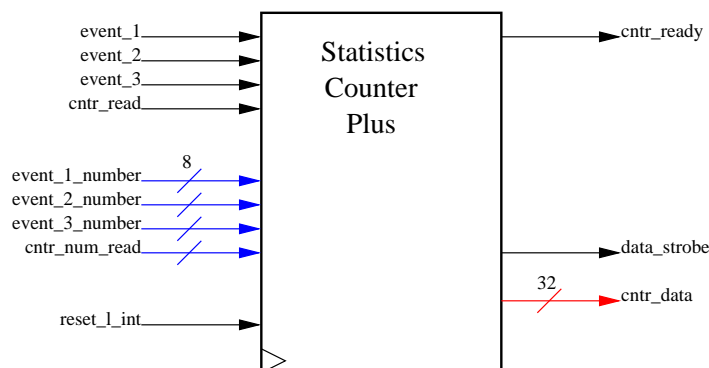 event_1
event_2
event_3
cntr_read
Statistics
Counter
Plus
cntr_ready
8
event_1_number
event_2_number
event_3_number
cntr_num_read
data_strobe
32
cntr_data
reset_l_int